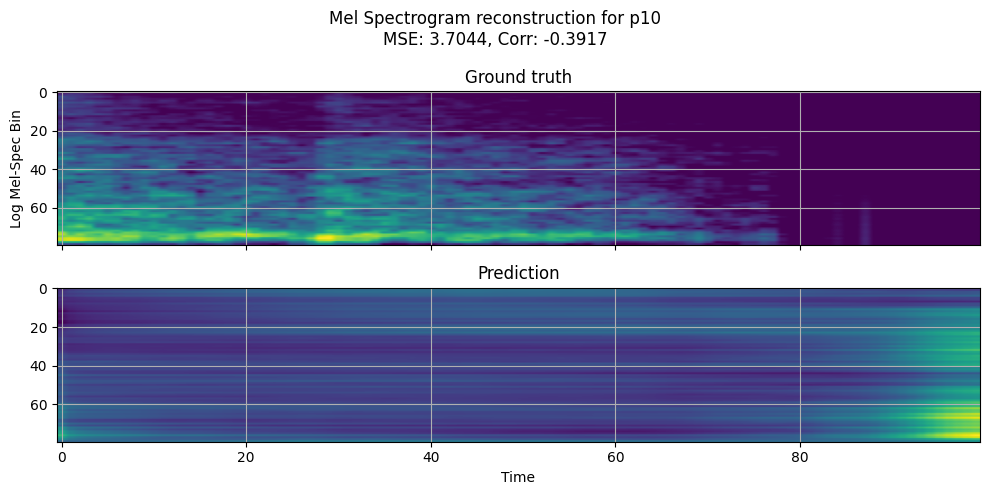 Mel Spectrogram reconstruction for p10
MSE: 3.7044, Corr: -0.3917
Ground truth
Log Mel-Spec Bin
0
20
40
60
Prediction
0
20
40
60
0 20 40 60 80
Time